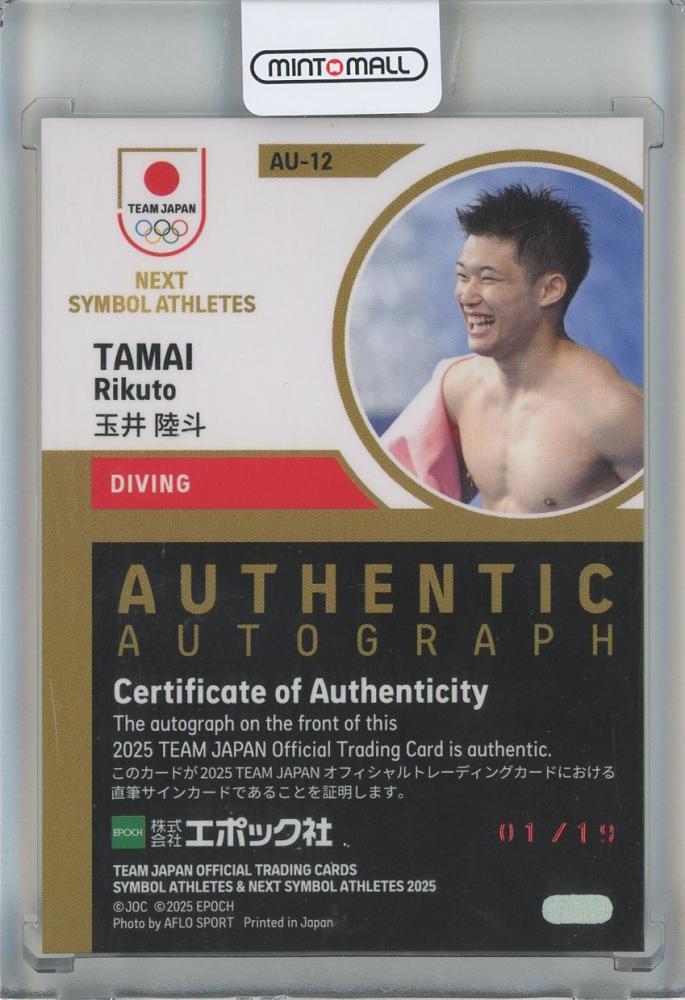 MINTMALL
AU-12
TEAM JAPAN
NEXT
SYMBOL ATHLETES
TAMAI
Rikuto
玉井 陸斗
DIVING
AUTHENTIC
AUTOGRAPH
Certificate of Authenticity
The autograph on the front of this
2025 TEAM JAPAN Official Trading Card is authentic.
このカードが2025 TEAM JAPAN オフィシャルトレーディングカードにおける
直筆サインカードであることを証明します。
EPOCH 株式会社エポック社
01/19
TEAM JAPAN OFFICIAL TRADING CARDS
SYMBOL ATHLETES & NEXT SYMBOL ATHLETES 2025
©JOC ©2025 EPOCH
Photo by AFLO SPORT Printed in Japan